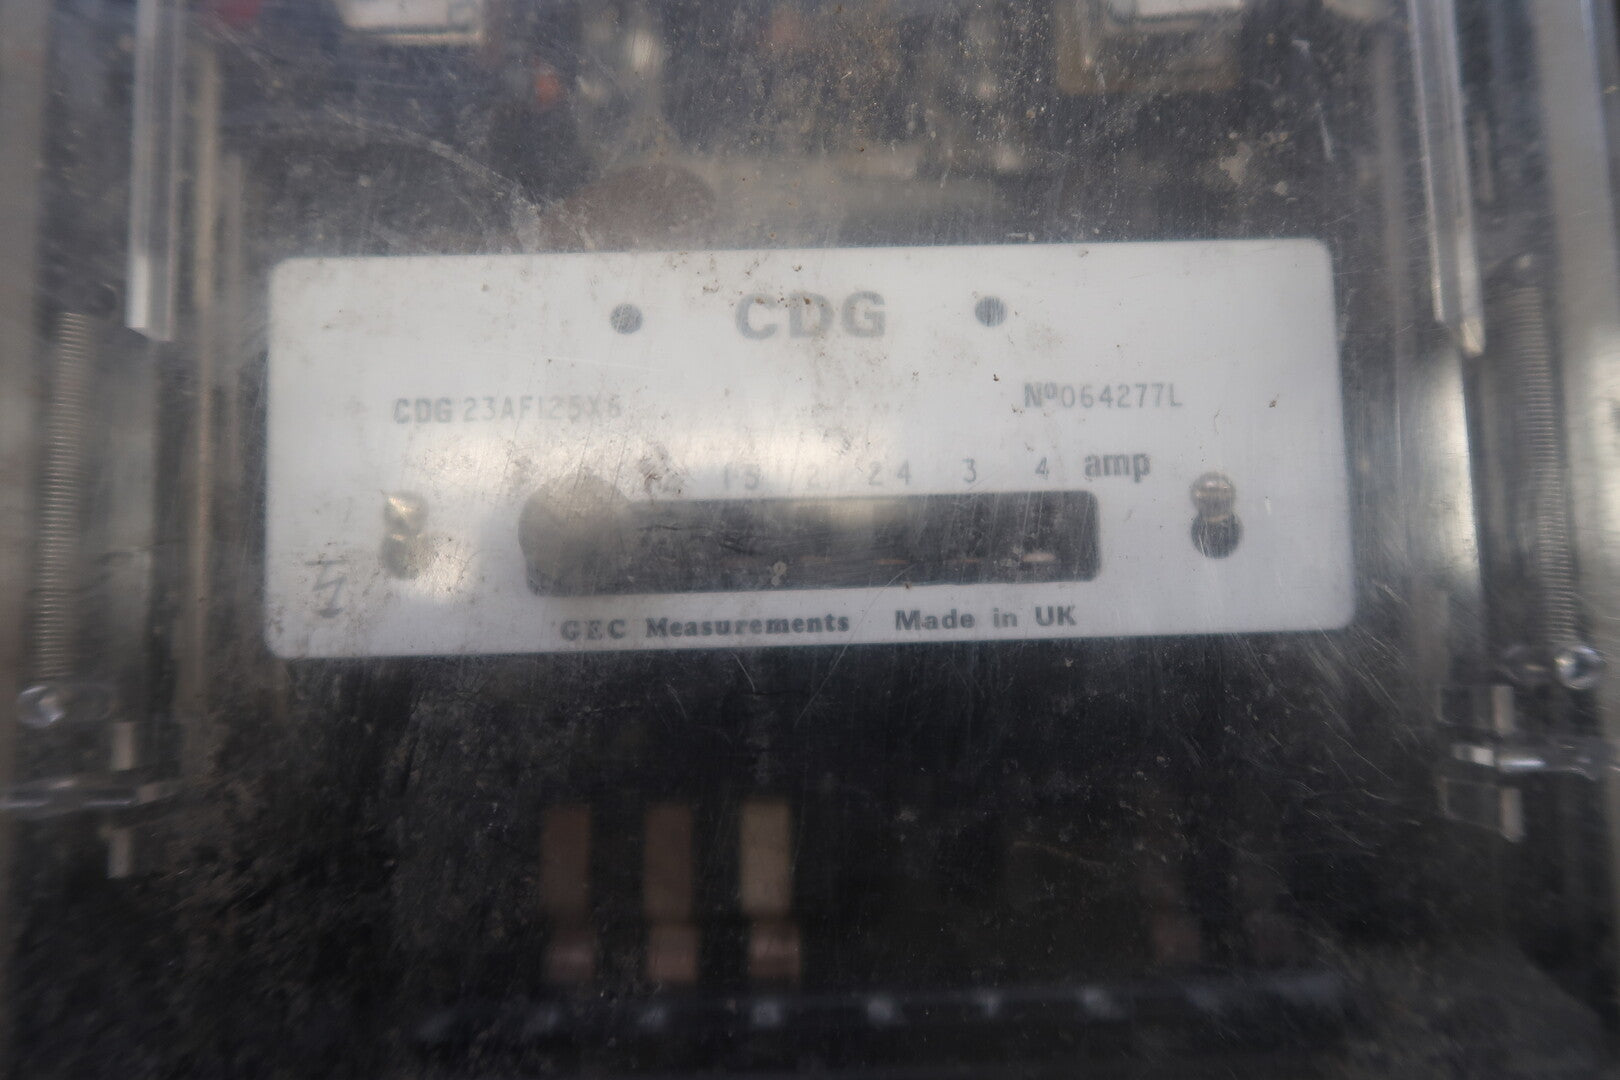 CDG
CDG 23AF125X6 Nº064277L
1·5 2 2·4 3 4 amp
GEC Measurements Made in UK